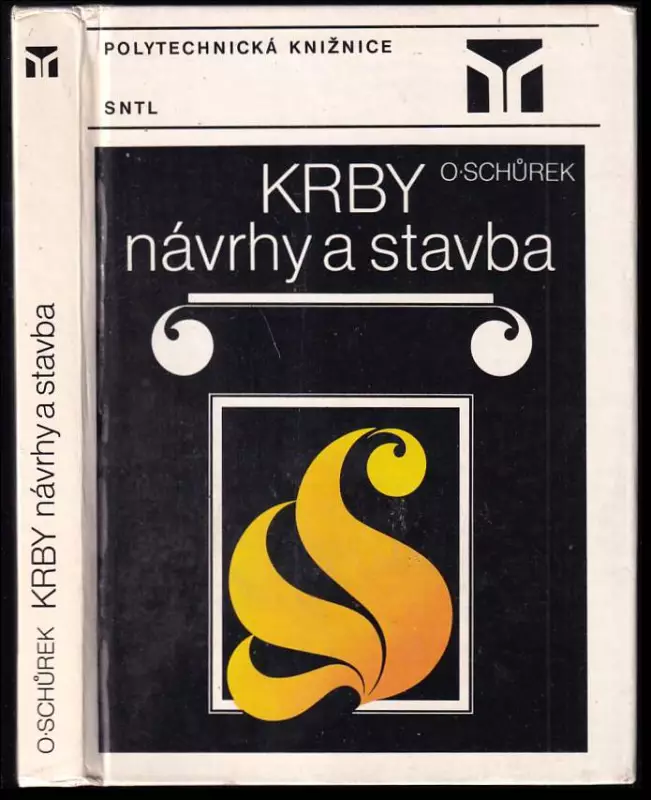 POLYTECHNICKÁ KNIŽNICE
SNTL
KRBY
O·SCHŮREK
návrhy a stavba
O·SCHŮREK KRBY návrhy a stavba